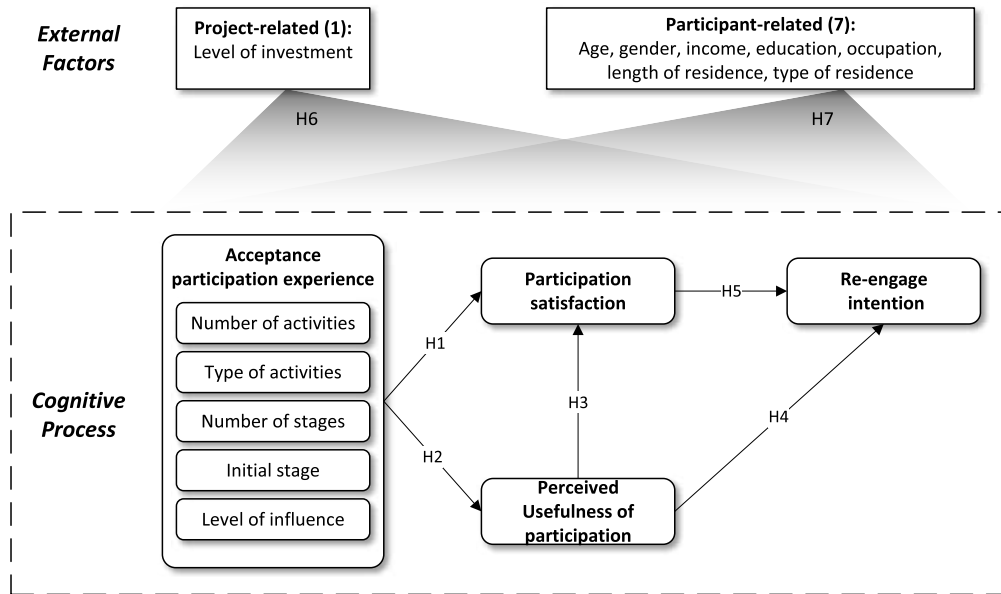 External
Factors
Project-related (1):
Level of investment
Participant-related (7):
Age, gender, income, education, occupation,
length of residence, type of residence
H6
H7
Cognitive
Process
Acceptance
participation experience
Number of activities
Type of activities
Number of stages
Initial stage
Level of influence
H1
H2
Participation
satisfaction
H3
Perceived
Usefulness of
participation
H5
H4
Re-engage
intention